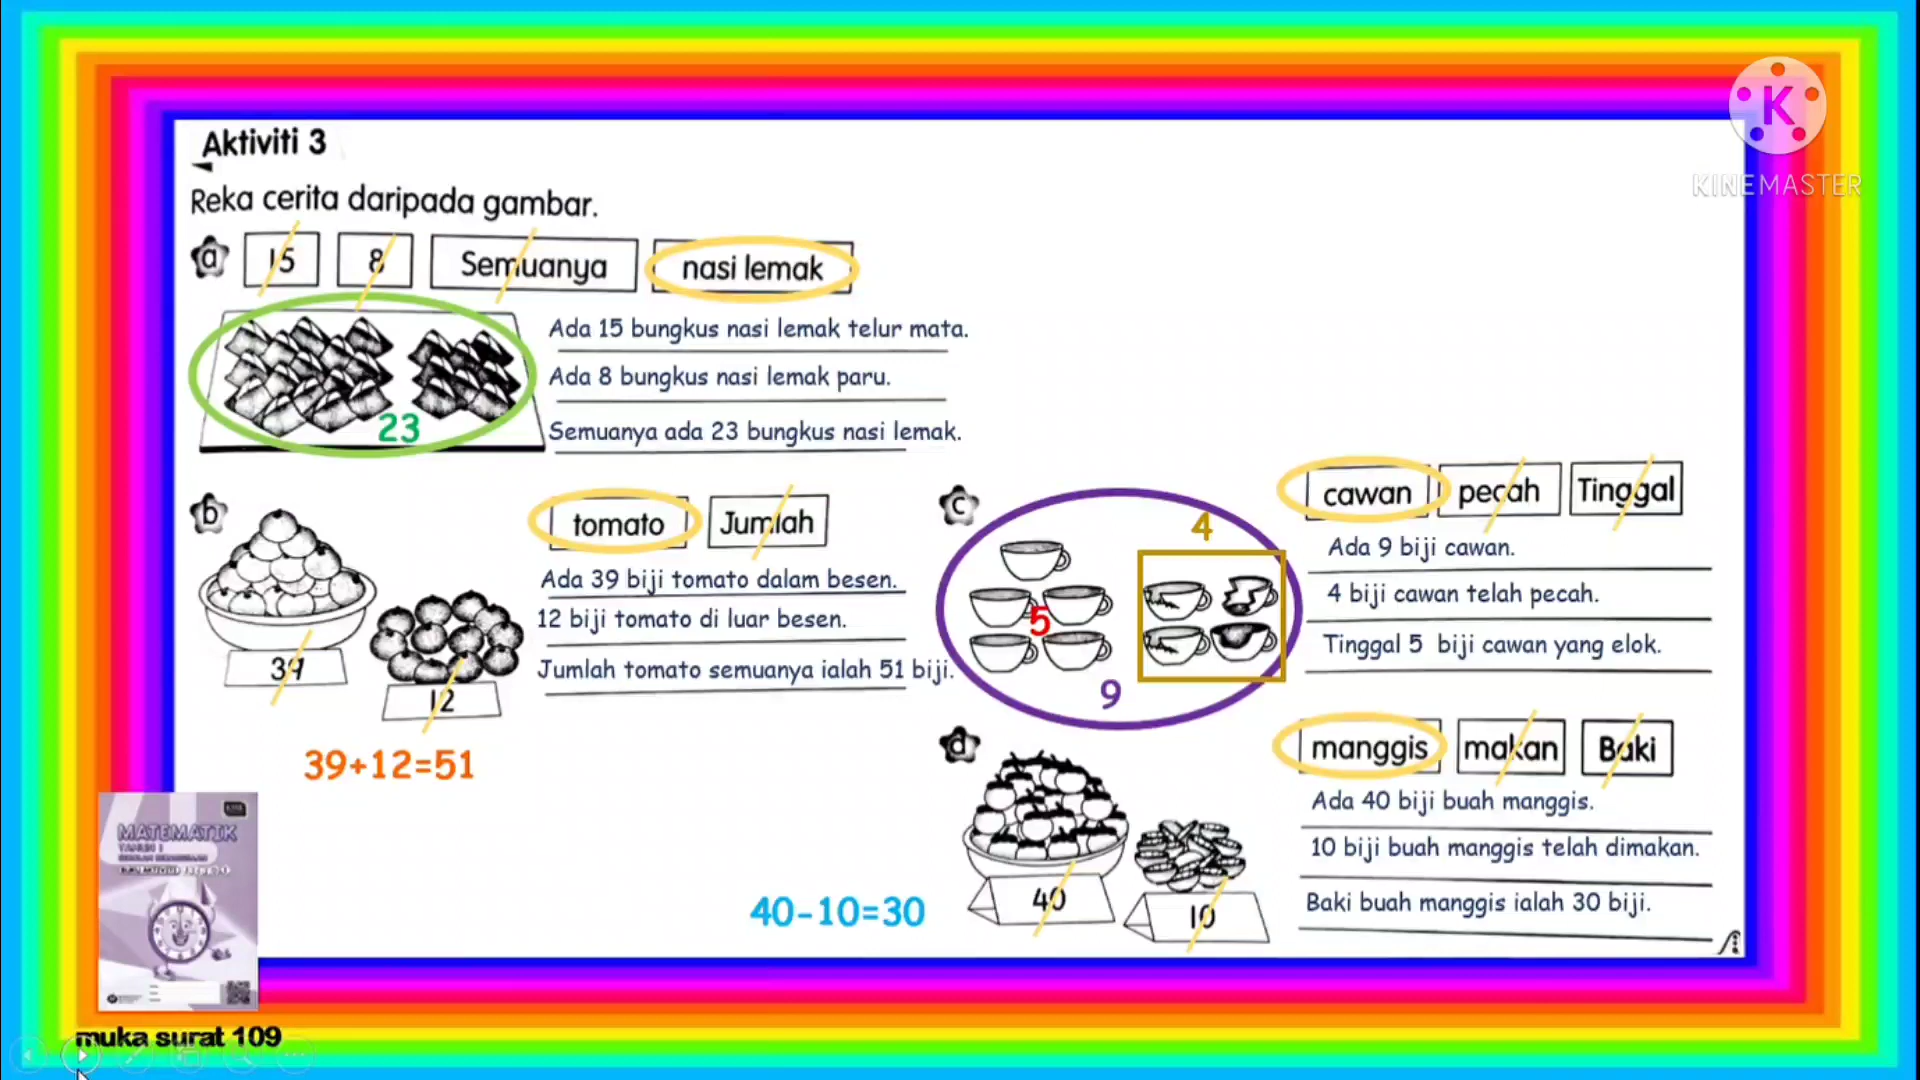 K
KINEMASTER
Aktiviti 3
Reka cerita daripada gambar.
a 15 8 Semuanya nasi lemak
Ada 15 bungkus nasi lemak telur mata.
Ada 8 bungkus nasi lemak paru.
23
Semuanya ada 23 bungkus nasi lemak.
b tomato Jumlah
Ada 39 biji tomato dalam besen.
12 biji tomato di luar besen.
Jumlah tomato semuanya ialah 51 biji.
39
12
39+12=51
c cawan pecah Tinggal
4
5
9
Ada 9 biji cawan.
4 biji cawan telah pecah.
Tinggal 5 biji cawan yang elok.
d manggis makan Baki
Ada 40 biji buah manggis.
10 biji buah manggis telah dimakan.
Baki buah manggis ialah 30 biji.
40
10
40-10=30
MATEMATIK
TAHUN 1
muka surat 109